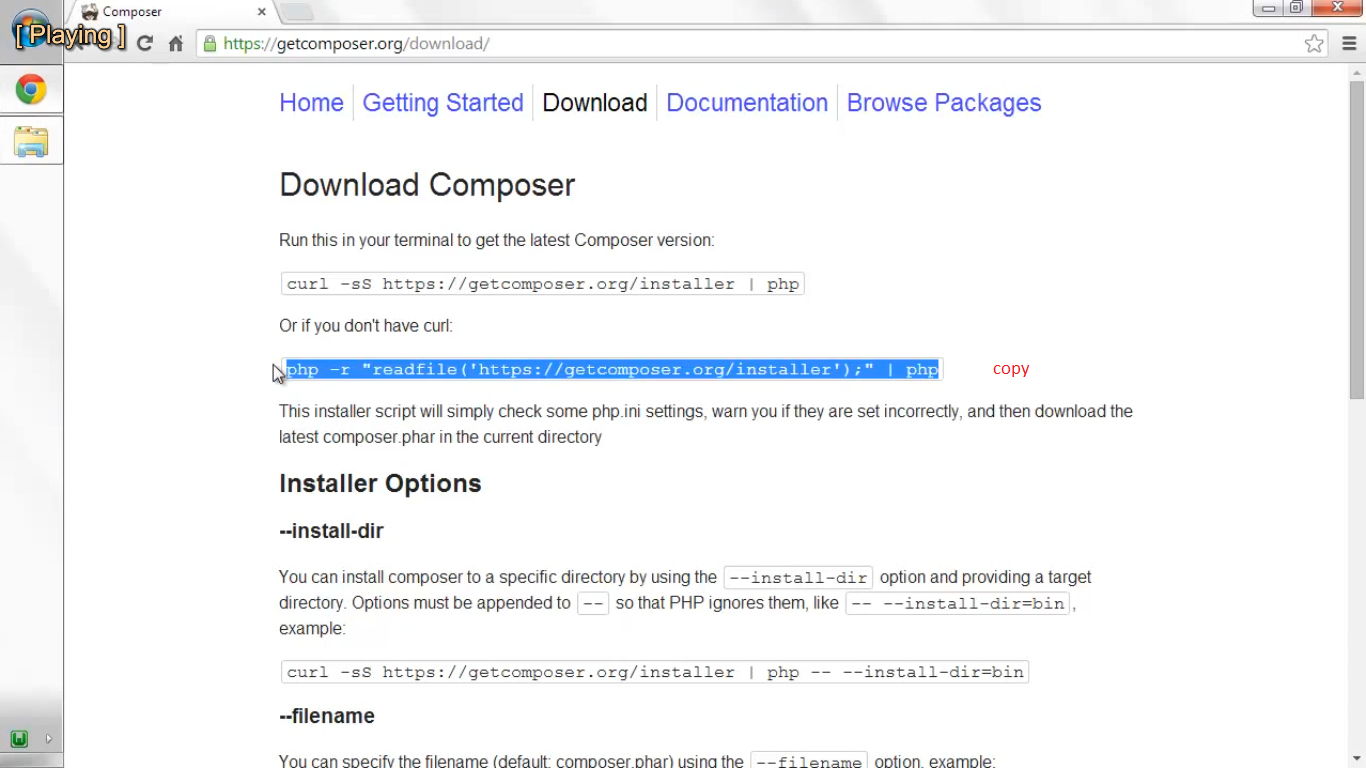 Composer
[ Playing ]
https://getcomposer.org/download/
Home Getting Started Download Documentation Browse Packages
Download Composer
Run this in your terminal to get the latest Composer version:
curl -sS https://getcomposer.org/installer | php
Or if you don't have curl:
php -r "readfile('https://getcomposer.org/installer');" | php
copy
This installer script will simply check some php.ini settings, warn you if they are set incorrectly, and then download the
latest composer.phar in the current directory
Installer Options
--install-dir
You can install composer to a specific directory by using the --install-dir option and providing a target
directory. Options must be appended to -- so that PHP ignores them, like -- --install-dir=bin ,
example:
curl -sS https://getcomposer.org/installer | php -- --install-dir=bin
--filename
You can specify the filename (default: composer.phar) using the --filename option, example: